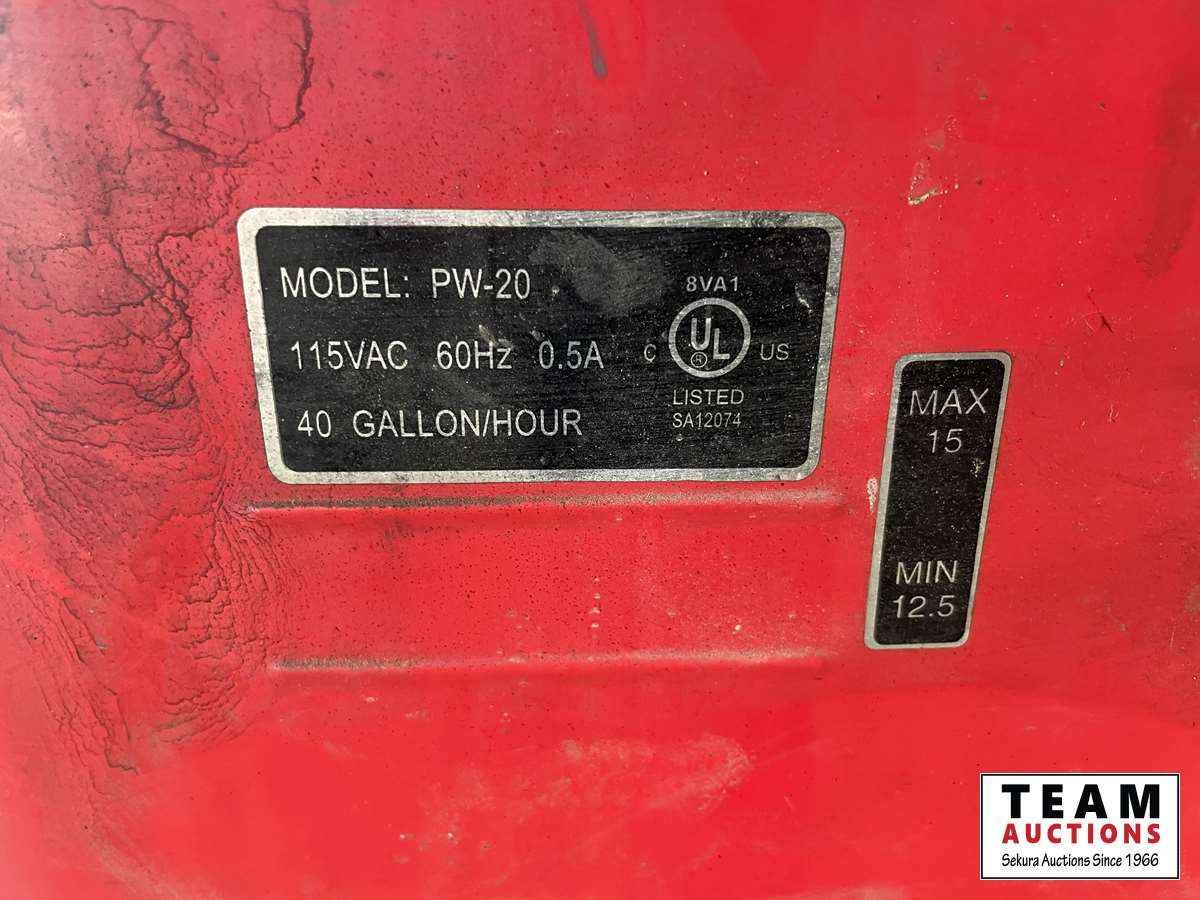 MODEL: PW-20
115VAC 60Hz 0.5A
40 GALLON/HOUR
8VA1
C UL ® US
LISTED
SA12074
MAX
15
MIN
12.5
TEAM
AUCTIONS
Sekura Auctions Since 1966